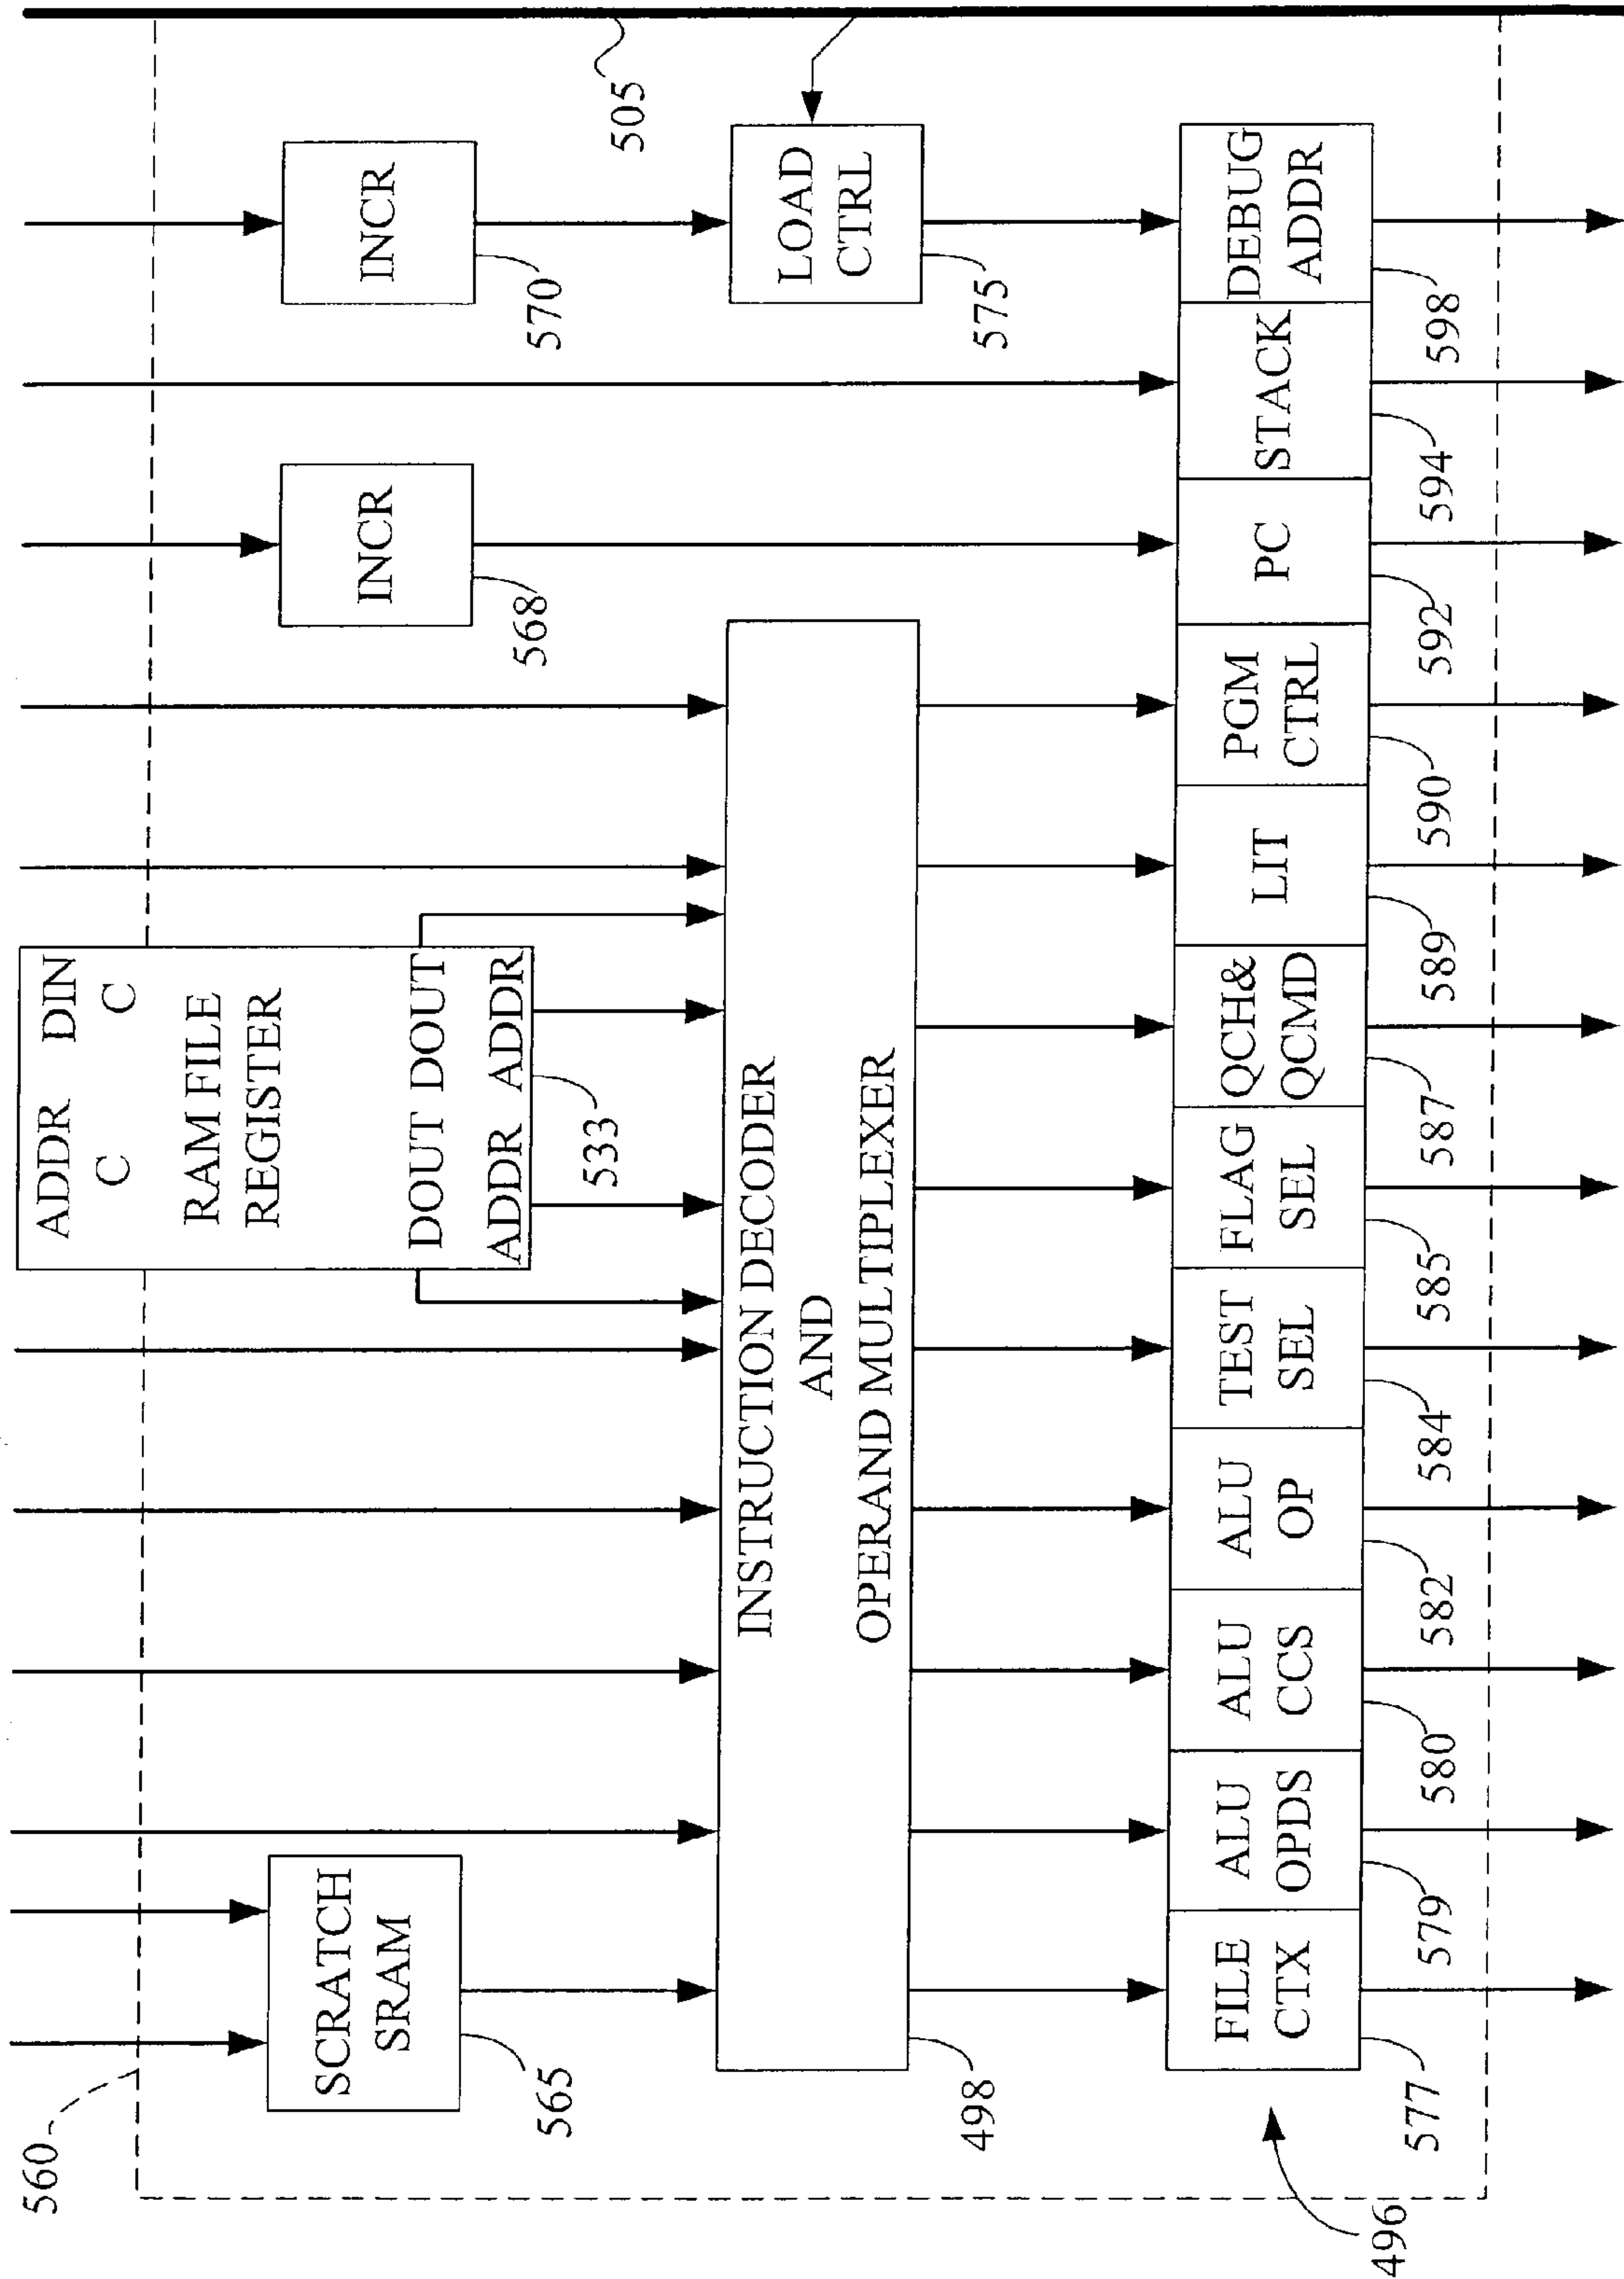 560
ADDR DIN
C C
RAM FILE
REGISTER
DOUT DOUT
ADDR ADDR
533
SCRATCH
SRAM
565
INCR
568
INCR
570
505
INSTRUCTION DECODER
AND
OPERAND MULTIPLEXER
498
LOAD
CTRL
575
496
FILE
CTX
577
ALU
OPDS
579
ALU
CCS
580
ALU
OP
582
TEST
SEL
584
FLAG
SEL
585
QCH&
QCMD
587
LIT
589
PGM
CTRL
590
PC
592
STACK
594
DEBUG
ADDR
598